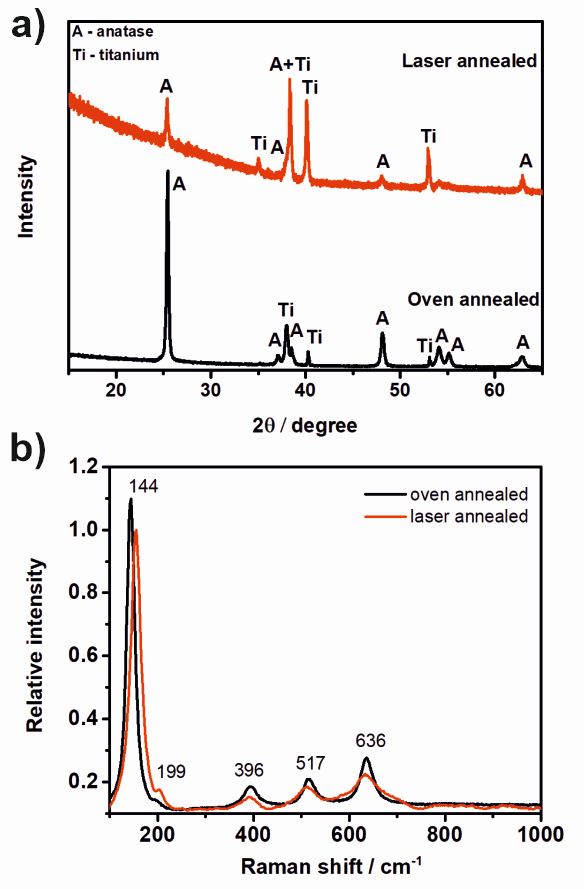 a)
A - anatase
Ti - titanium
Laser annealed
A
Ti
A
A+Ti
Ti
A
Ti
A
Intensity
A
Oven annealed
A
Ti
A
Ti
A
Ti
A
A
A
20 30 40 50 60
2θ / degree
b)
1.2
1.0
0.8
0.6
0.4
0.2
Relative intensity
144
oven annealed
laser annealed
199
396
517
636
200 400 600 800 1000
Raman shift / cm-1